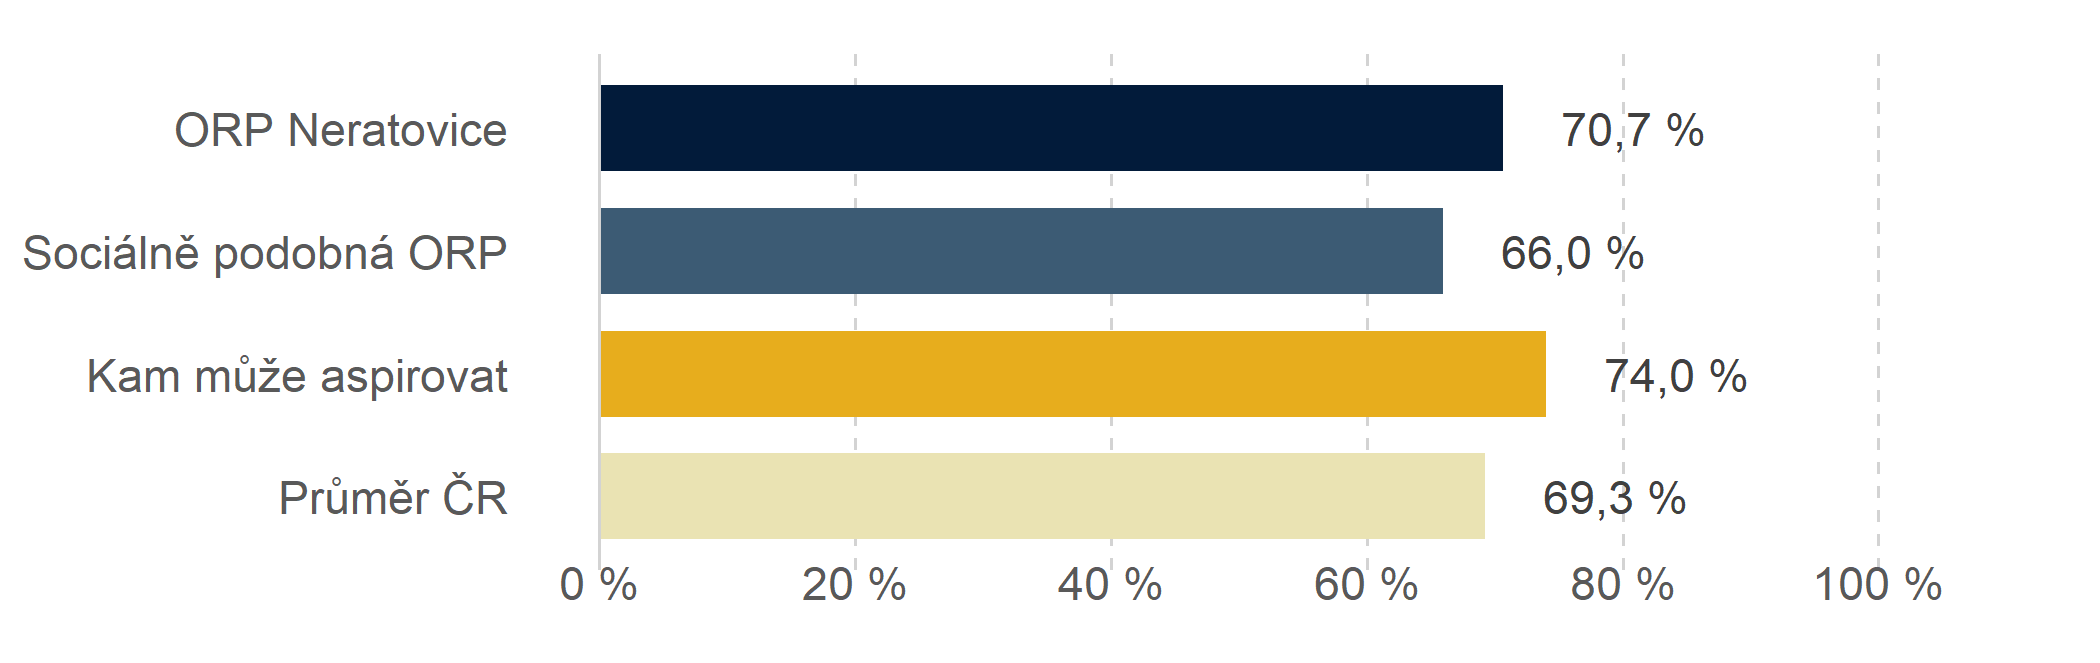 ORP Neratovice 70,7 %
Sociálně podobná ORP 66,0 %
Kam může aspirovat 74,0 %
Průměr ČR 69,3 %
0 % 20 % 40 % 60 % 80 % 100 %